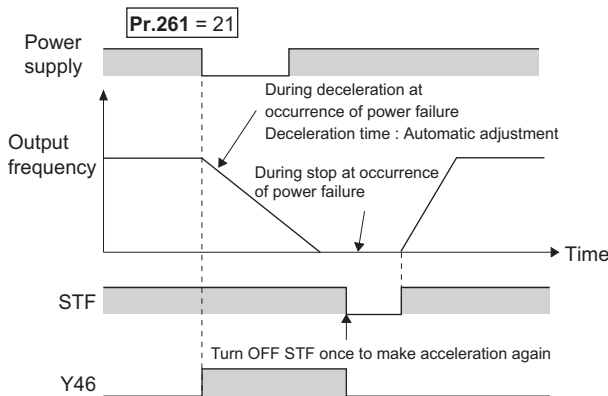 Pr.261 = 21
Power
supply
During deceleration at
occurrence of power failure
Deceleration time : Automatic adjustment
Output
frequency
During stop at occurrence
of power failure
Time
STF
Turn OFF STF once to make acceleration again
Y46